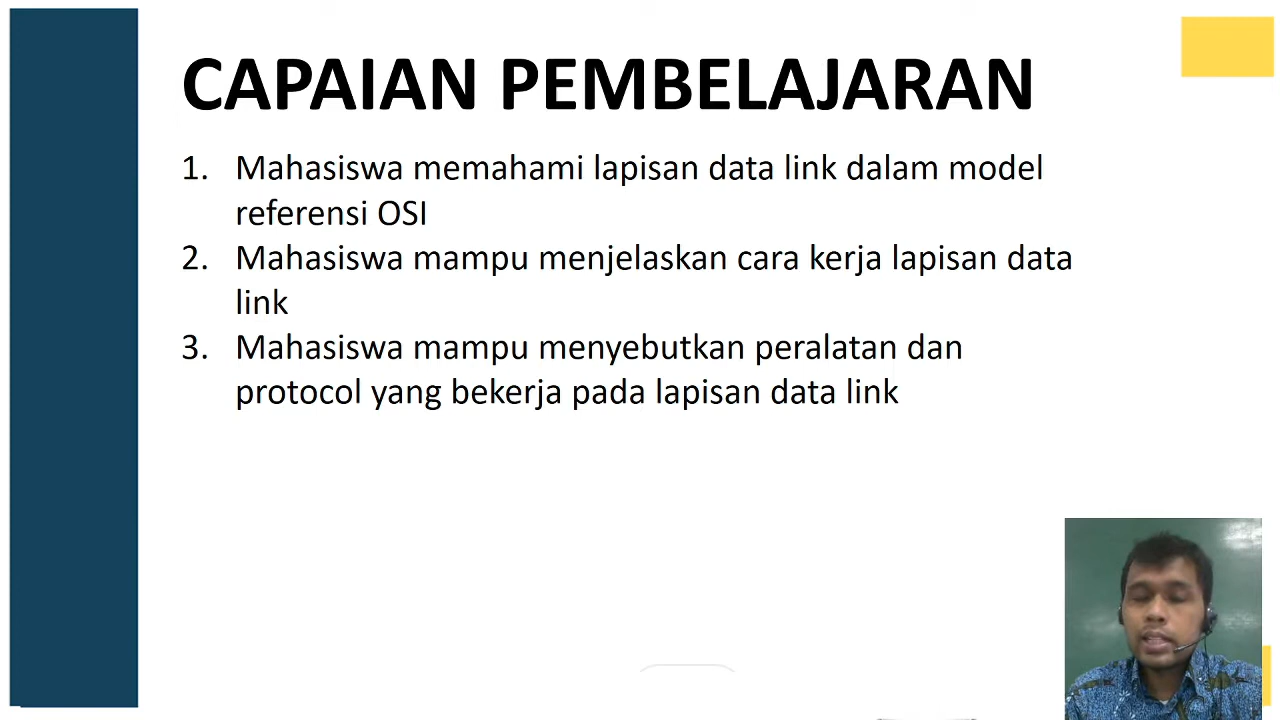 CAPAIAN PEMBELAJARAN
1. Mahasiswa memahami lapisan data link dalam model
referensi OSI
2. Mahasiswa mampu menjelaskan cara kerja lapisan data
link
3. Mahasiswa mampu menyebutkan peralatan dan
protocol yang bekerja pada lapisan data link